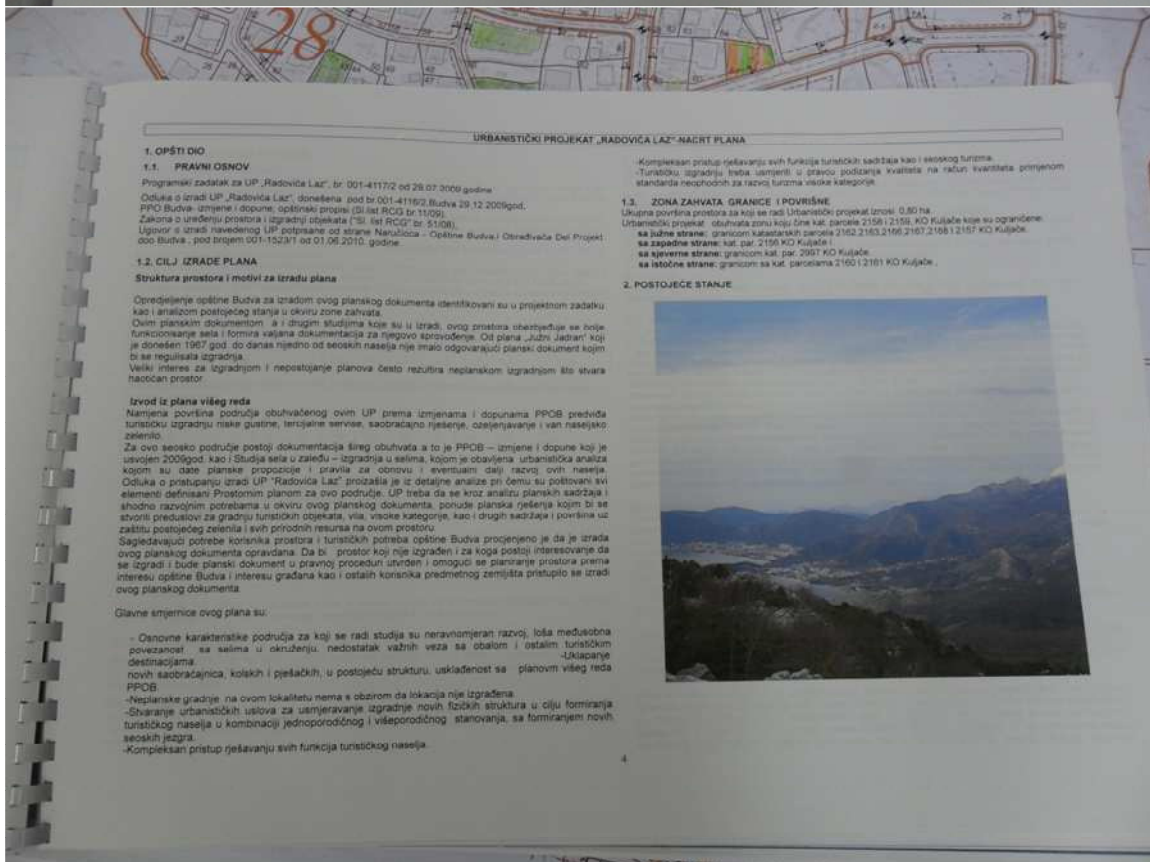 28
URBANISTIČKI PROJEKAT „RADOVIĆA LAZ"-NACRT PLANA
1. OPŠTI DIO
1.1. PRAVNI OSNOV
Programski zadatak za UP „Radovića Laz", br. 001-4117/2 od 28.07.2009.godine
Odluka o izradi UP „Radovića Laz", donešena pod br.001-4116/2,Budva 29.12.2009god,
PPO Budva- izmjene i dopune, opštinski propisi (Sl.list RCG br.11/09),
Zakona o uređenju prostora i izgradnji objekata ("Sl. list RCG" br. 51/08),
Ugovor o izradi navedenog UP potpisane od strane Naručioca - Opštine Budva,i Obrađivača Del Projekt
doo Budva , pod brojem 001-1523/1 od 01.06.2010. godine.
1.2. CILJ IZRADE PLANA
Struktura prostora i motivi za izradu plana
Opredjeljenje opštine Budva za izradom ovog planskog dokumenta identifikovani su u projektnom zadatku
kao i analizom postojećeg stanja u okviru zone zahvata.
Ovim planskim dokumentom a i drugim studijama koje su u izradi, ovog prostora obezbjeđuje se bolje
funkcionisanje sela i formira valjana dokumentacija za njegovo sprovođenje. Od plana „Južni Jadran" koji
je donešen 1967 god. do danas nijedno od seoskih naselja nije imalo odgovarajući planski dokument kojim
bi se regulisala izgradnja.
Veliki interes za izgradnjom i nepostojanje planova često rezultira neplanskom izgradnjom što stvara
haotičan prostor.
Izvod iz plana višeg reda
Namjena površina područja obuhvaćenog ovim UP prema izmjenama i dopunama PPOB predviđa
turističku izgradnju niske gustine, tercijalne servise, saobraćajno rješenje, ozeljenjavanje i van naseljsko
zelenilo.
Za ovo seosko područje postoji dokumentacija šireg obuhvata a to je PPOB – izmjene i dopune koji je
usvojen 2009god. kao i Studija sela u zaleđu – izgradnja u selima, kojom je obavljena urbanistička analiza
kojom su date planske propozicije i pravila za obnovu i eventualni dalji razvoj ovih naselja.
Odluka o pristupanju izradi UP "Radovića Laz" proizašla je iz detaljne analize pri čemu su poštovani svi
elementi definisani Prostornim planom za ovo područje. UP treba da se kroz analizu planskih sadržaja i
shodno razvojnim potrebama u okviru ovog planskog dokumenta, ponude planska rješenja kojim bi se
stvorili preduslovi za gradnju turističkih objekata, vila, visoke kategorije, kao i drugih sadržaja i površina uz
zaštitu postojećeg zelenila i svih prirodnih resursa na ovom prostoru.
Sagledavajući potrebe korisnika prostora i turističkih potreba opštine Budva procjenjeno je da je izrada
ovog planskog dokumenta opravdana. Da bi prostor koji nije izgrađen i za koga postoji interesovanje da
se izgradi i bude planski dokument u pravnoj proceduri utvrđen i omogući se planiranje prostora prema
interesu opštine Budva i interesu građana kao i ostalih korisnika predmetnog zemljišta pristupilo se izradi
ovog planskog dokumenta.
Glavne smjernice ovog plana su:
- Osnovne karakteristike područja za koji se radi studija su neravnomjeran razvoj, loša međusobna
povezanost sa selima u okruženju, nedostatak važnih veza sa obalom i ostalim turističkim
destinacijama. -Uklapanje
novih saobraćajnica, kolskih i pješačkih, u postojeću strukturu, usklađenost sa planovm višeg reda
PPOB.
-Neplanske gradnje na ovom lokalitetu nema s obzirom da lokacija nije izgrađena.
-Stvaranje urbanističkih uslova za usmjeravanje izgradnje novih fizičkih struktura u cilju formiranja
turističkog naselja u kombinaciji jednoporodičnog i višeporodičnog stanovanja, sa formiranjem novih
seoskih jezgra.
-Kompleksan pristup rješavanju svih funkcija turističkog naselja.
-Kompleksan pristup rješavanju svih funkcija turističkih sadržaja kao i seoskog turizma.
-Turističku izgradnju treba usmjeriti u pravcu podizanja kvaliteta na račun kvantiteta primjenom
standarda neophodnih za razvoj turizma visoke kategorije.
1.3. ZONA ZAHVATA GRANICE I POVRŠINE
Ukupna površina prostora za koji se radi Urbanistički projekat iznosi 0,80 ha.
Urbanistički projekat obuhvata zonu koju čine kat. parcela 2158 i 2159, KO Kuljače koje su ograničene:
sa južne strane: granicom katastarskih parcela 2162,2163,2166,2167,2168 i 2157 KO Kuljače,
sa zapadne strane: kat. par. 2156 KO Kuljače i
sa sjeverne strane: granicom kat. par. 2997 KO Kuljače.
sa istočne strane: granicom sa kat. parcelama 2160 i 2161 KO Kuljače .
2. POSTOJEĆE STANJE
4